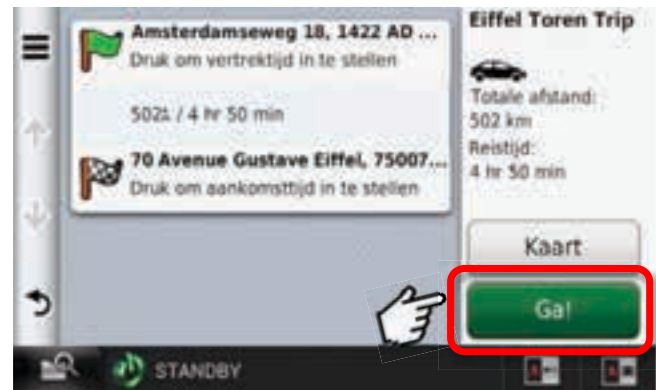 Amsterdamseweg 18, 1422 AD ...
Druk om vertrektijd in te stellen
502 / 4 hr 50 min
70 Avenue Gustave Eiffel, 75007...
Druk om aankomsttijd in te stellen
Eiffel Toren Trip
Totale afstand:
502 km
Reistijd:
4 hr 50 min
Kaart
Ga!
STANDBY